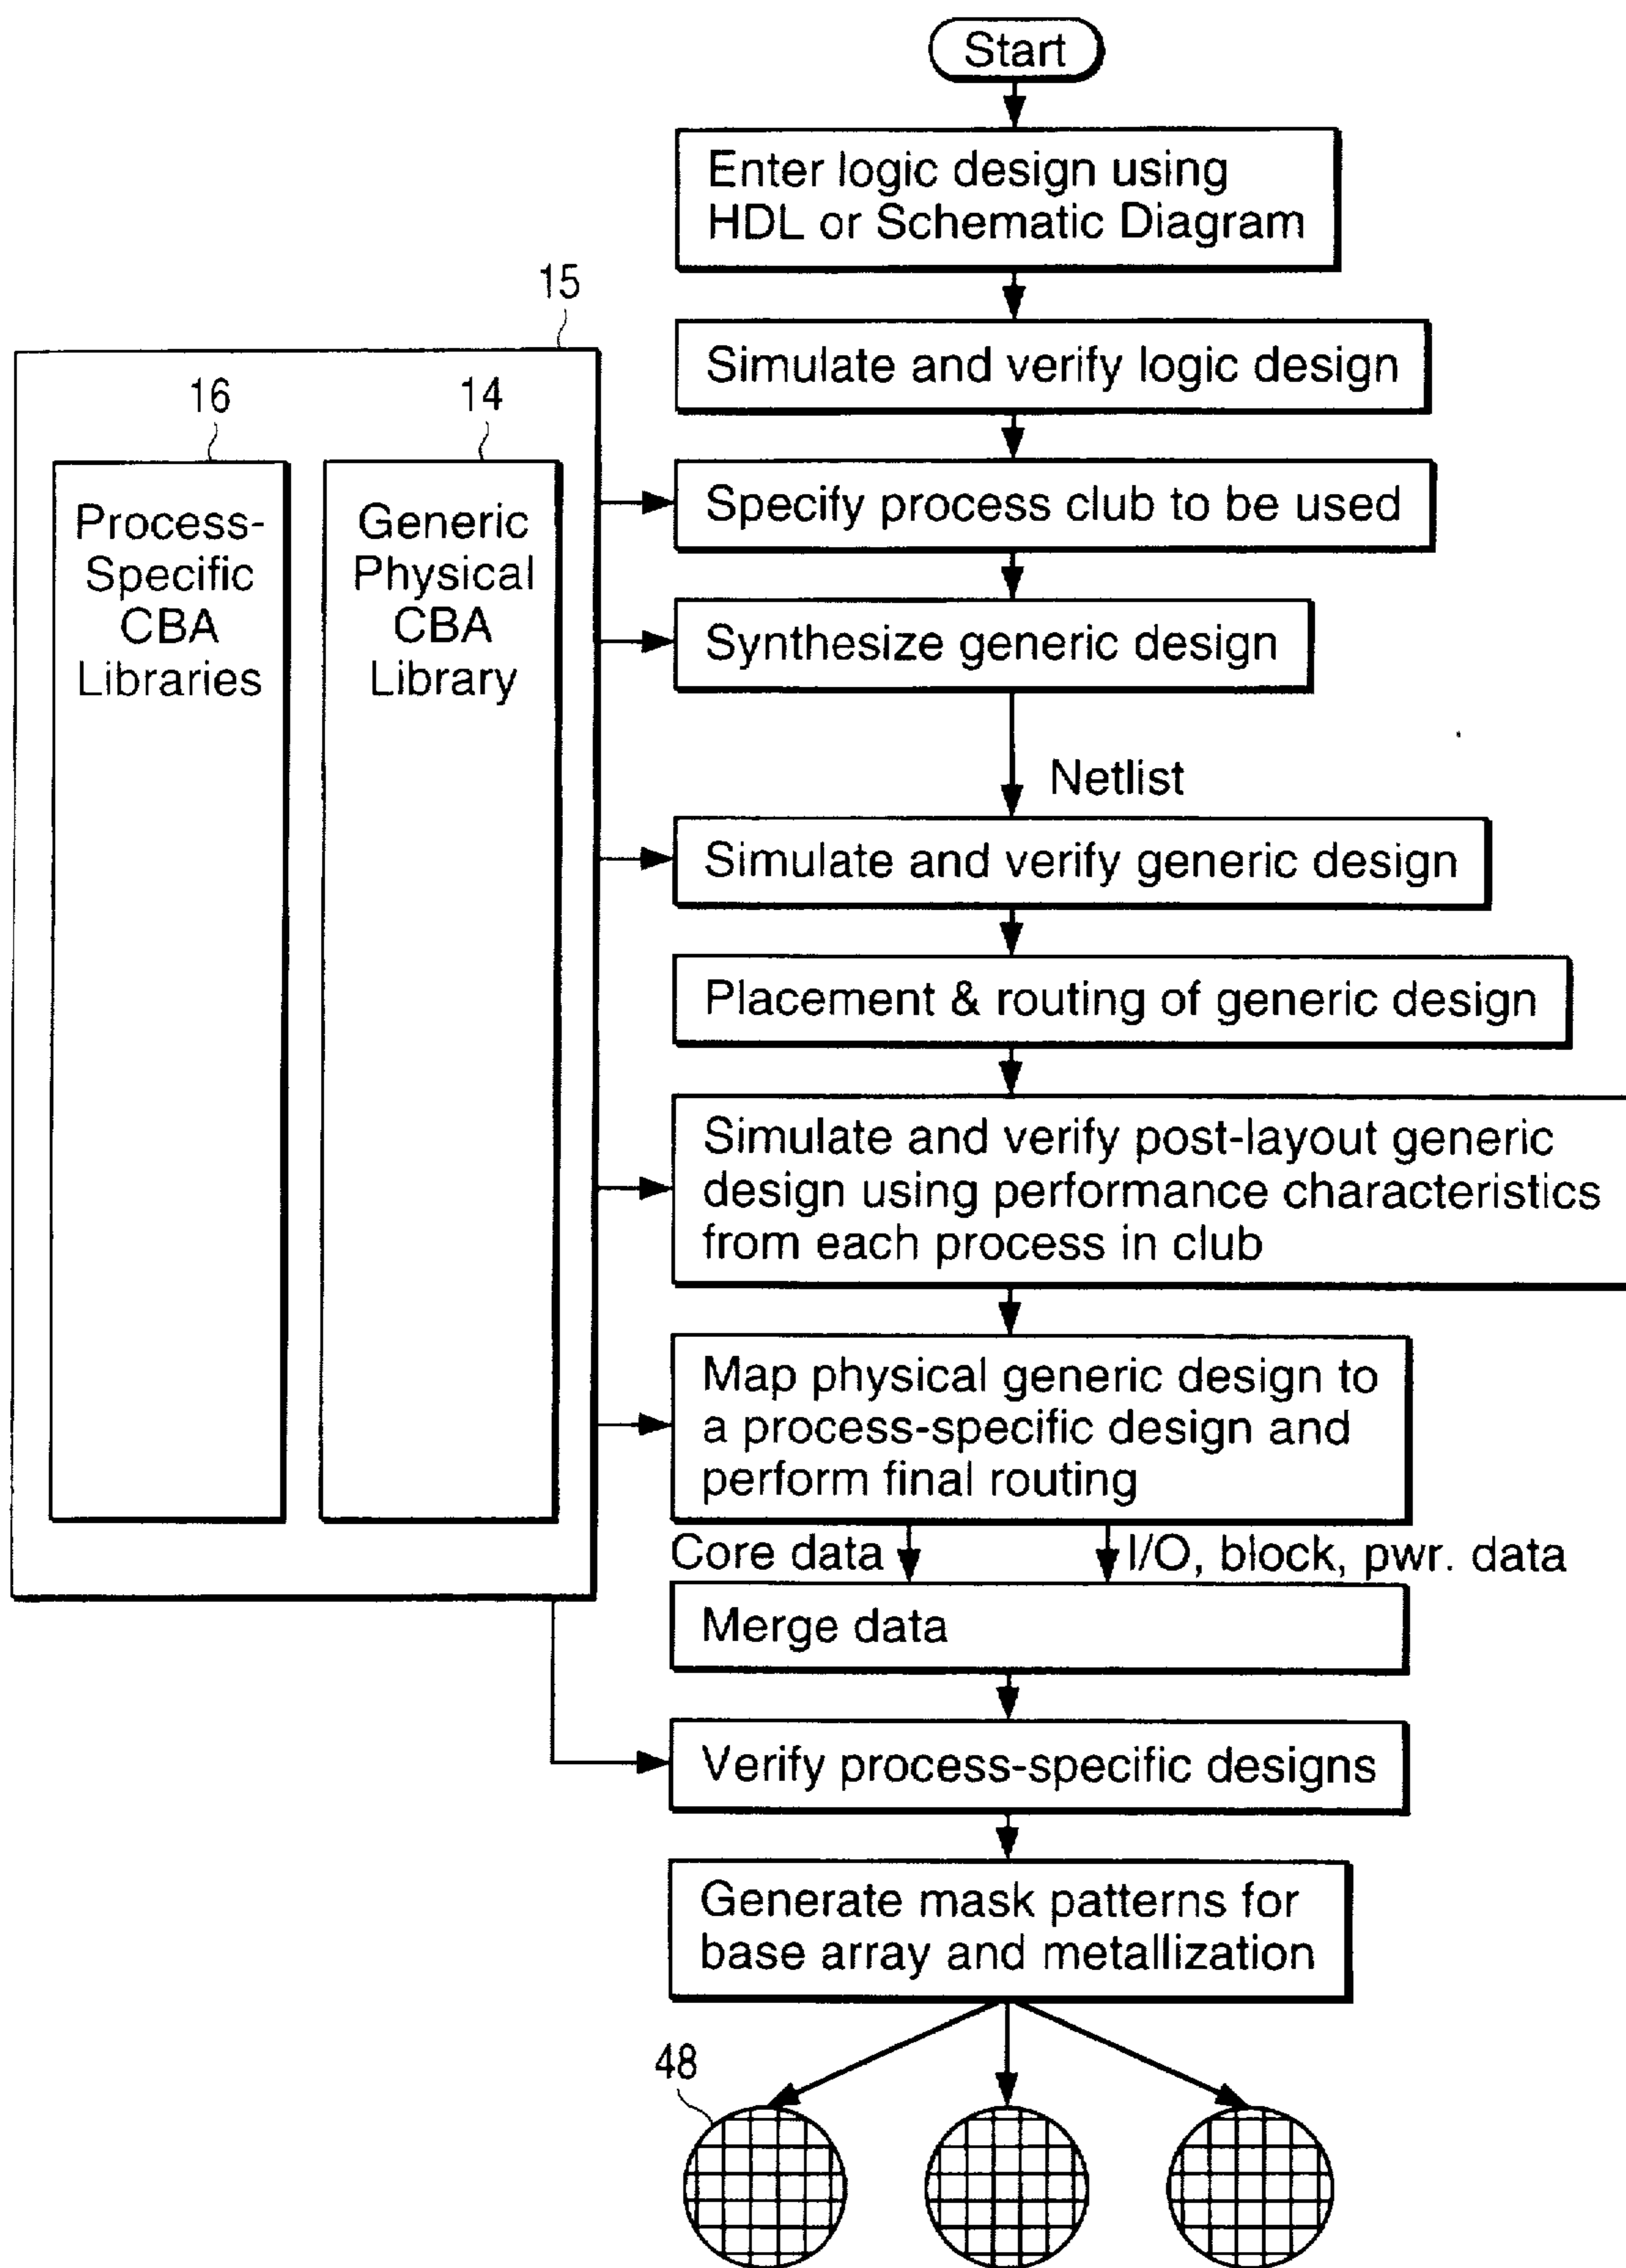 Start
Enter logic design using
HDL or Schematic Diagram
15
Simulate and verify logic design
16
14
Process-
Specific
CBA
Libraries
Generic
Physical
CBA
Library
Specify process club to be used
Synthesize generic design
Netlist
Simulate and verify generic design
Placement & routing of generic design
Simulate and verify post-layout generic
design using performance characteristics
from each process in club
Map physical generic design to
a process-specific design and
perform final routing
Core data
I/O, block, pwr. data
Merge data
Verify process-specific designs
Generate mask patterns for
base array and metallization
48